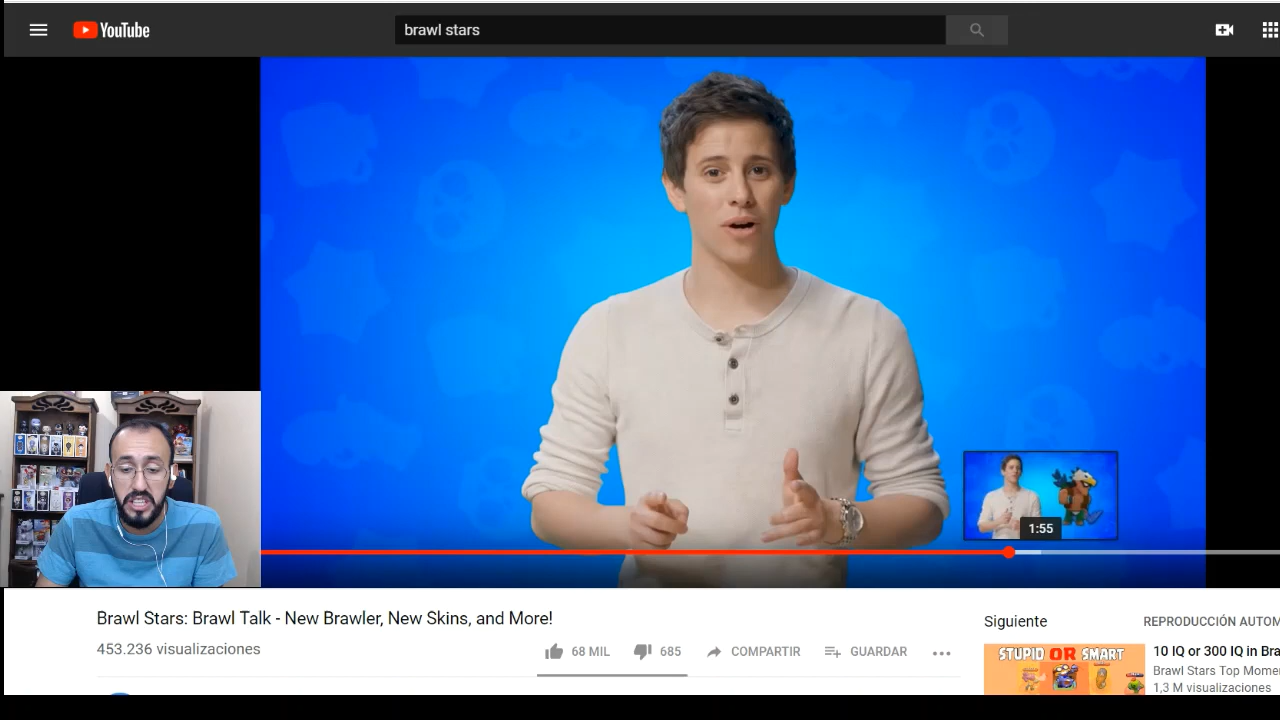 YouTube
brawl stars
1:55
Brawl Stars: Brawl Talk - New Brawler, New Skins, and More!
453.236 visualizaciones
68 MIL
685
COMPARTIR
GUARDAR
Siguiente
REPRODUCCIÓN AUTOM
STUPID OR SMART
10 IQ or 300 IQ in Bra
Brawl Stars Top Momen
1,3 M visualizaciones